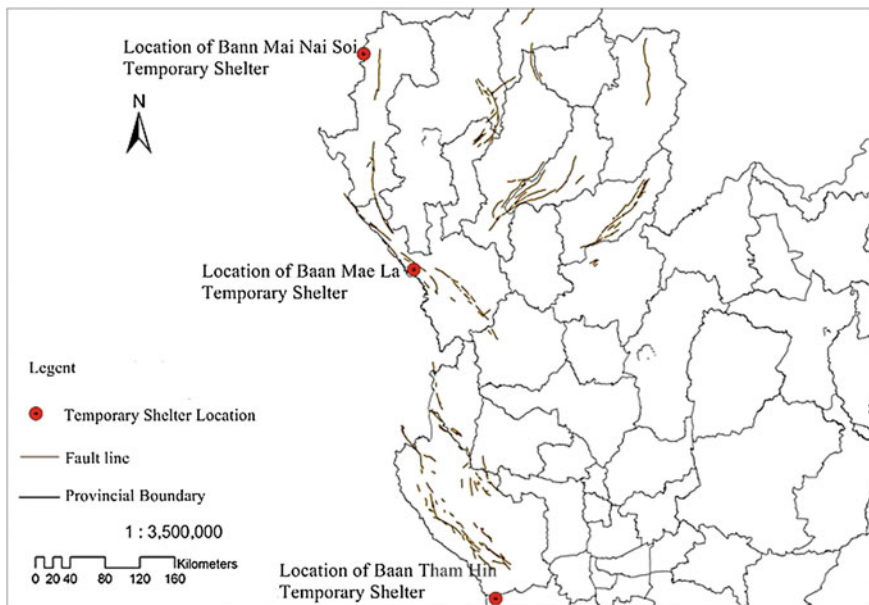 Location of Bann Mai Nai Soi
Temporary Shelter
N
Location of Baan Mae La
Temporary Shelter
Legent
Temporary Shelter Location
Fault line
Provincial Boundary
1 : 3,500,000
Kilometers
0 20 40 80 120 160
Location of Baan Tham Hin
Temporary Shelter